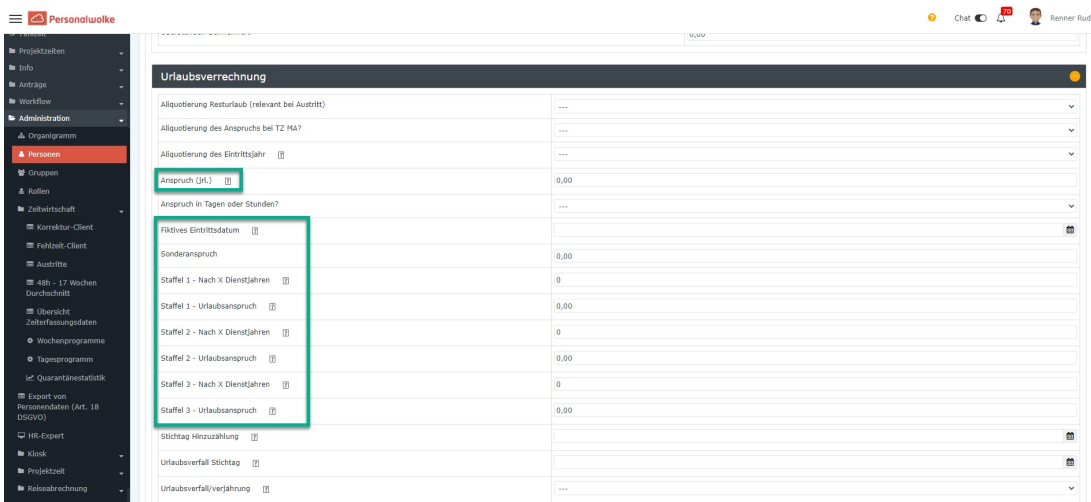 Personalwolke
Chat
70
Renner Rud
Fehlzeit
Projektzeiten
Info
Anträge
Workflow
Administration
Organigramm
Personen
Gruppen
Rollen
Zeitwirtschaft
Korrektur-Client
Fehlzeit-Client
Austritte
48h - 17 Wochen
Durchschnitt
Übersicht
Zeiterfassungsdaten
Wochenprogramme
Tagesprogramm
Quarantänestatistik
Export von
Personendaten (Art. 18
DSGVO)
HR-Expert
Kiosk
Projektzeit
Reiseabrechnung
0,00
Urlaubsverrechnung
Aliquotierung Resturlaub (relevant bei Austritt) ---
Aliquotierung des Anspruchs bei TZ MA? ---
Aliquotierung des Eintrittsjahr ---
Anspruch (jrl.) 0,00
Anspruch in Tagen oder Stunden? ---
Fiktives Eintrittsdatum
Sonderanspruch 0,00
Staffel 1 - Nach X Dienstjahren 0
Staffel 1 - Urlaubsanspruch 0,00
Staffel 2 - Nach X Dienstjahren 0
Staffel 2 - Urlaubsanspruch 0,00
Staffel 3 - Nach X Dienstjahren 0
Staffel 3 - Urlaubsanspruch 0,00
Stichtag Hinzuzählung
Urlaubsverfall Stichtag
Urlaubsverfall/verjährung ---